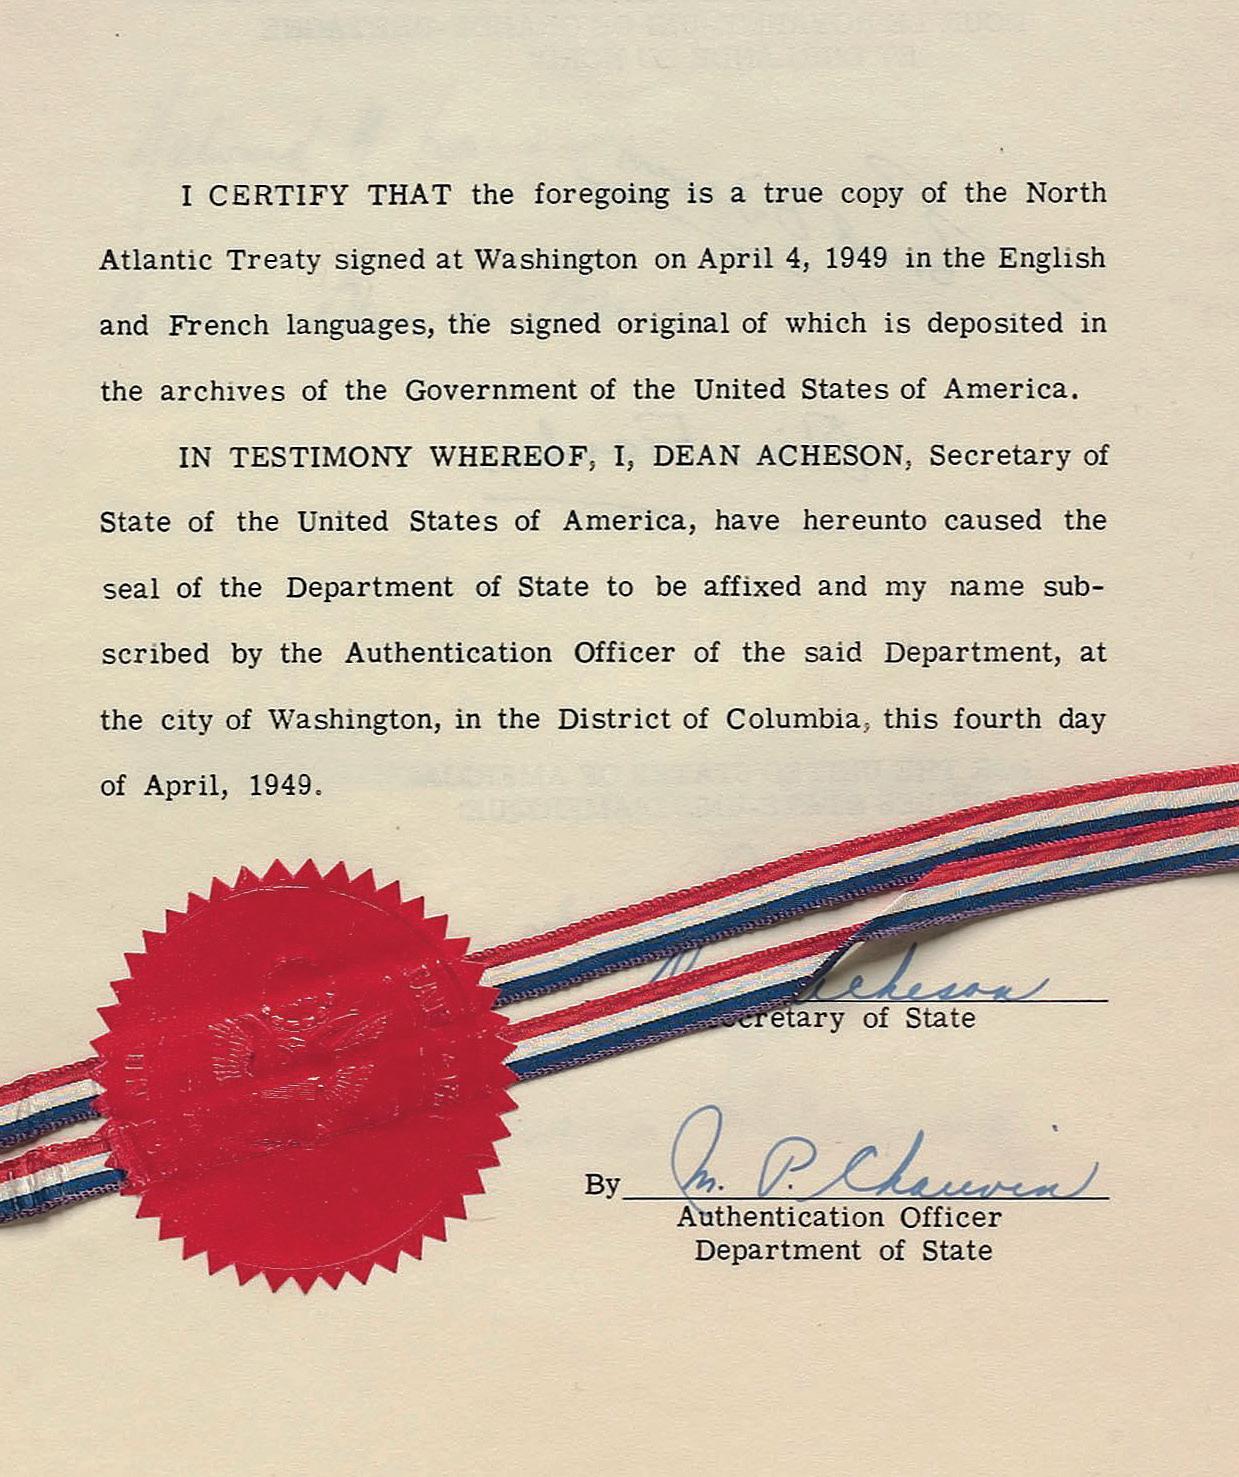 I CERTIFY THAT the foregoing is a true copy of the North
Atlantic Treaty signed at Washington on April 4, 1949 in the English
and French languages, the signed original of which is deposited in
the archives of the Government of the United States of America.
IN TESTIMONY WHEREOF, I, DEAN ACHESON, Secretary of
State of the United States of America, have hereunto caused the
seal of the Department of State to be affixed and my name sub-
scribed by the Authentication Officer of the said Department, at
the city of Washington, in the District of Columbia, this fourth day
of April, 1949.
Acheson
Secretary of State
By M. P. Chauvin
Authentication Officer
Department of State